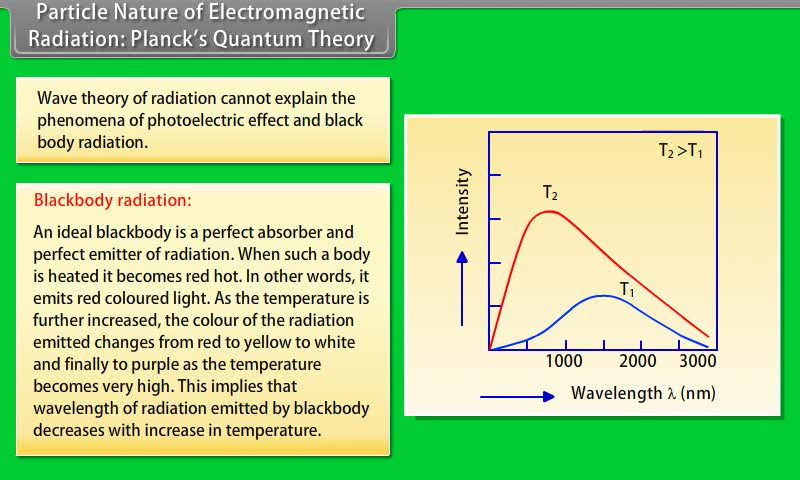 Particle Nature of Electromagnetic
Radiation: Planck's Quantum Theory
Wave theory of radiation cannot explain the
phenomena of photoelectric effect and black
body radiation.
Blackbody radiation:
An ideal blackbody is a perfect absorber and
perfect emitter of radiation. When such a body
is heated it becomes red hot. In other words, it
emits red coloured light. As the temperature is
further increased, the colour of the radiation
emitted changes from red to yellow to white
and finally to purple as the temperature
becomes very high. This implies that
wavelength of radiation emitted by blackbody
decreases with increase in temperature.
T₂ >T₁
Intensity
T₂
T₁
1000 2000 3000
Wavelength λ (nm)